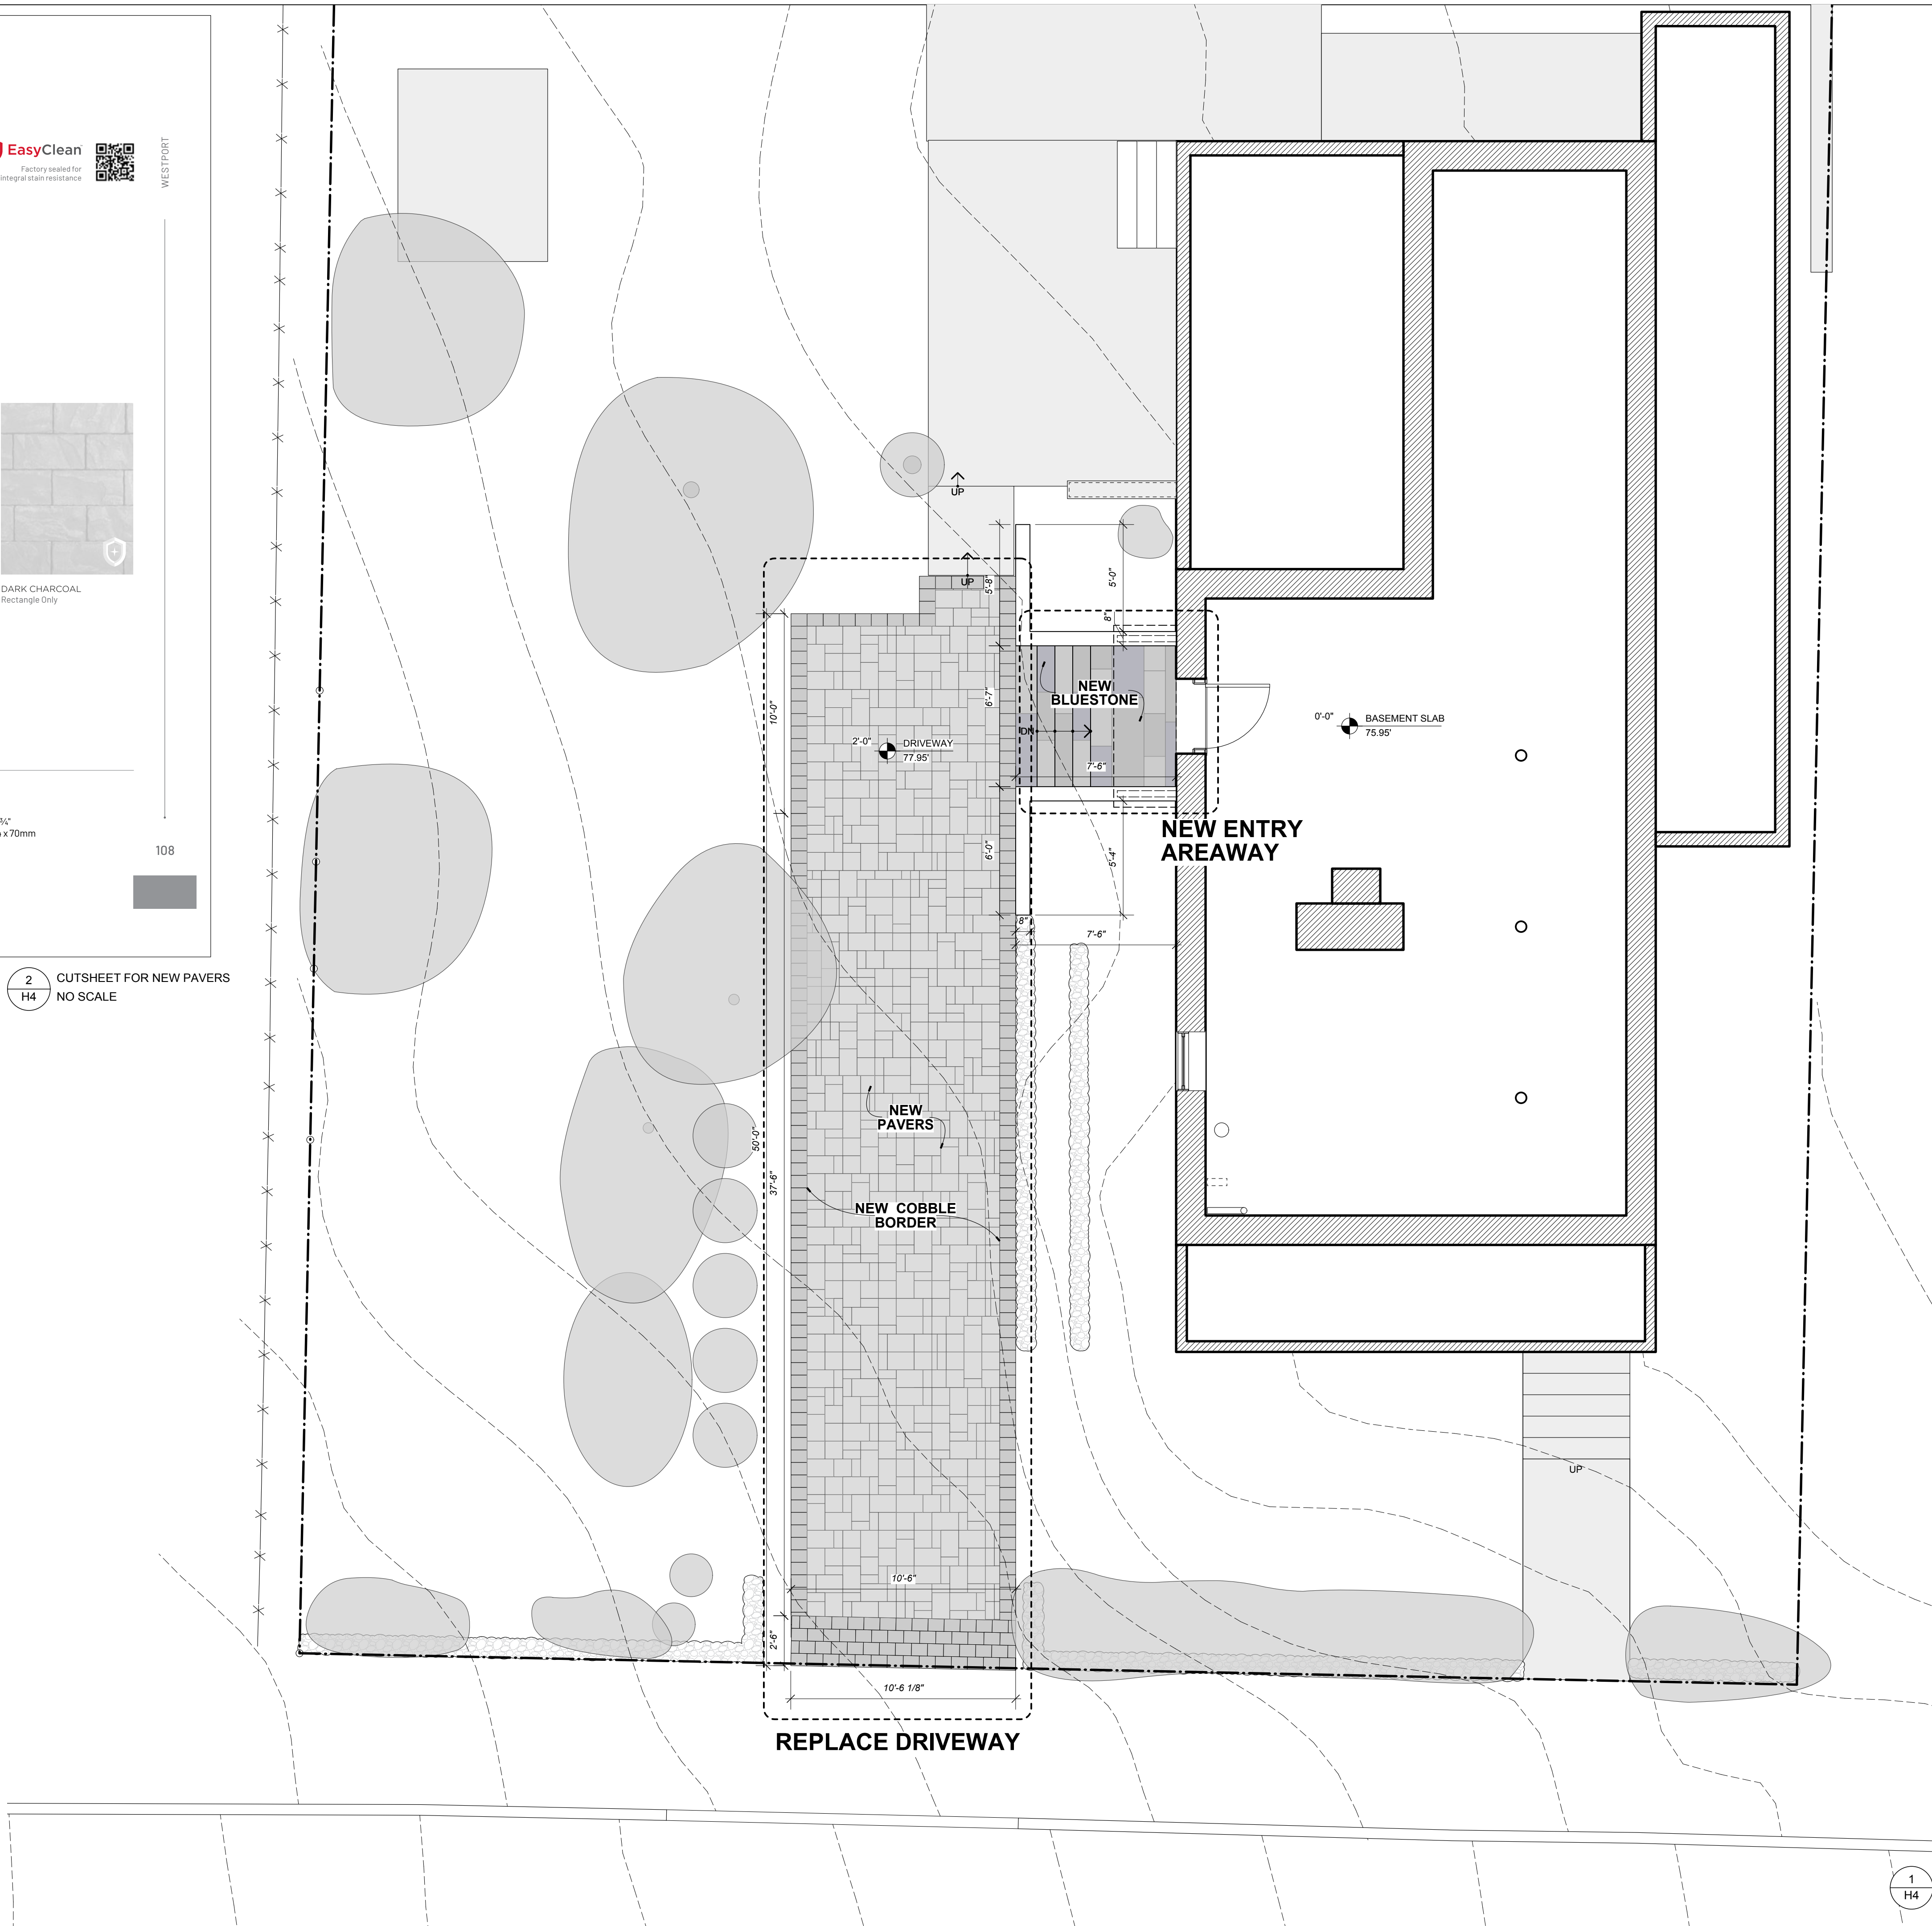 EasyClean
Factory sealed for
integral stain resistance
WESTPORT
DARK CHARCOAL
Rectangle Only
¾"
x 70mm
108
2
H4
CUTSHEET FOR NEW PAVERS
NO SCALE
UP
UP
5'-8"
5'-0"
8"
10'-0"
6'-7"
NEW
BLUESTONE
DN
7'-6"
2'-0"
DRIVEWAY
77.95'
0'-0"
BASEMENT SLAB
75.95'
NEW ENTRY
AREAWAY
6'-0"
5'-4"
8"
7'-6"
NEW
PAVERS
50'-0"
37'-6"
NEW COBBLE
BORDER
UP
10'-6"
2'-6"
10'-6 1/8"
REPLACE DRIVEWAY
1
H4